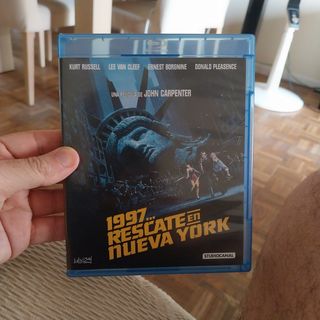 KURT RUSSELL LEE VAN CLEEF ERNEST BORGNINE DONALD PLEASENCE
UNA PELÍCULA DE JOHN CARPENTER
1997...
RESCATE EN
NUEVA YORK
STUDIOCANAL